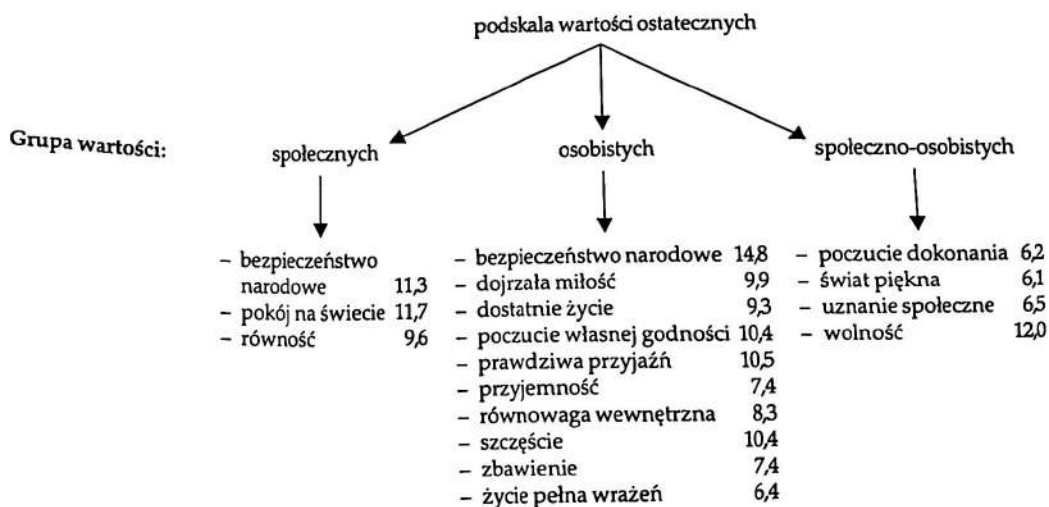 podskala wartości ostatecznych
Grupa wartości:
społecznych
osobistych
społeczno-osobistych
– bezpieczeństwo
narodowe 11,3
– pokój na świecie 11,7
– równość 9,6
– bezpieczeństwo narodowe 14,8
– dojrzała miłość 9,9
– dostatnie życie 9,3
– poczucie własnej godności 10,4
– prawdziwa przyjaźń 10,5
– przyjemność 7,4
– równowaga wewnętrzna 8,3
– szczęście 10,4
– zbawienie 7,4
– życie pełna wrażeń 6,4
– poczucie dokonania 6,2
– świat piękna 6,1
– uznanie społeczne 6,5
– wolność 12,0